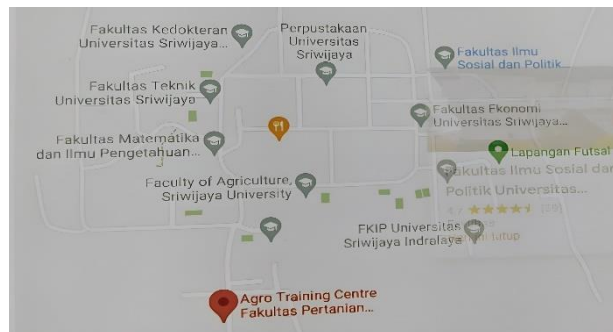 Fakultas Kedokteran
Universitas Sriwijaya...
Perpustakaan
Universitas
Sriwijaya
Fakultas Ilmu
Sosial dan Politik...
Fakultas Teknik
Universitas Sriwijaya
Fakultas Ekonomi
Universitas Sriwijaya...
Fakultas Matematika
dan Ilmu Pengetahuan...
Lapangan Futsal
Fakultas Ilmu Sosial dan
Politik Universitas...
Faculty of Agriculture,
Sriwijaya University
FKIP Universitas
Sriwijaya Indralaya
tutup
Agro Training Centre
Fakultas Pertanian...